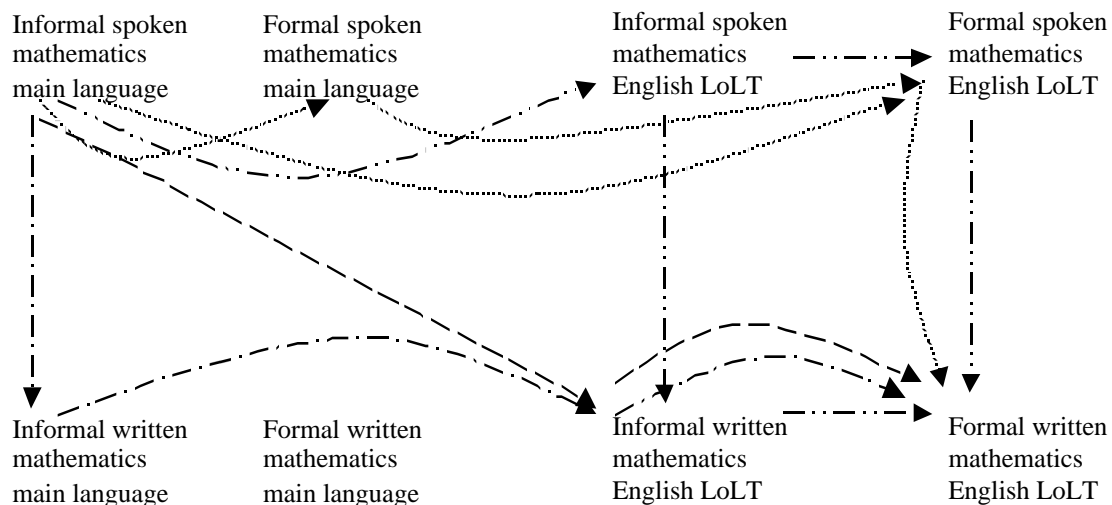 Informal spoken
mathematics
main language
Formal spoken
mathematics
main language
Informal spoken
mathematics
English LoLT
Formal spoken
mathematics
English LoLT
Informal written
mathematics
main language
Formal written
mathematics
main language
Informal written
mathematics
English LoLT
Formal written
mathematics
English LoLT